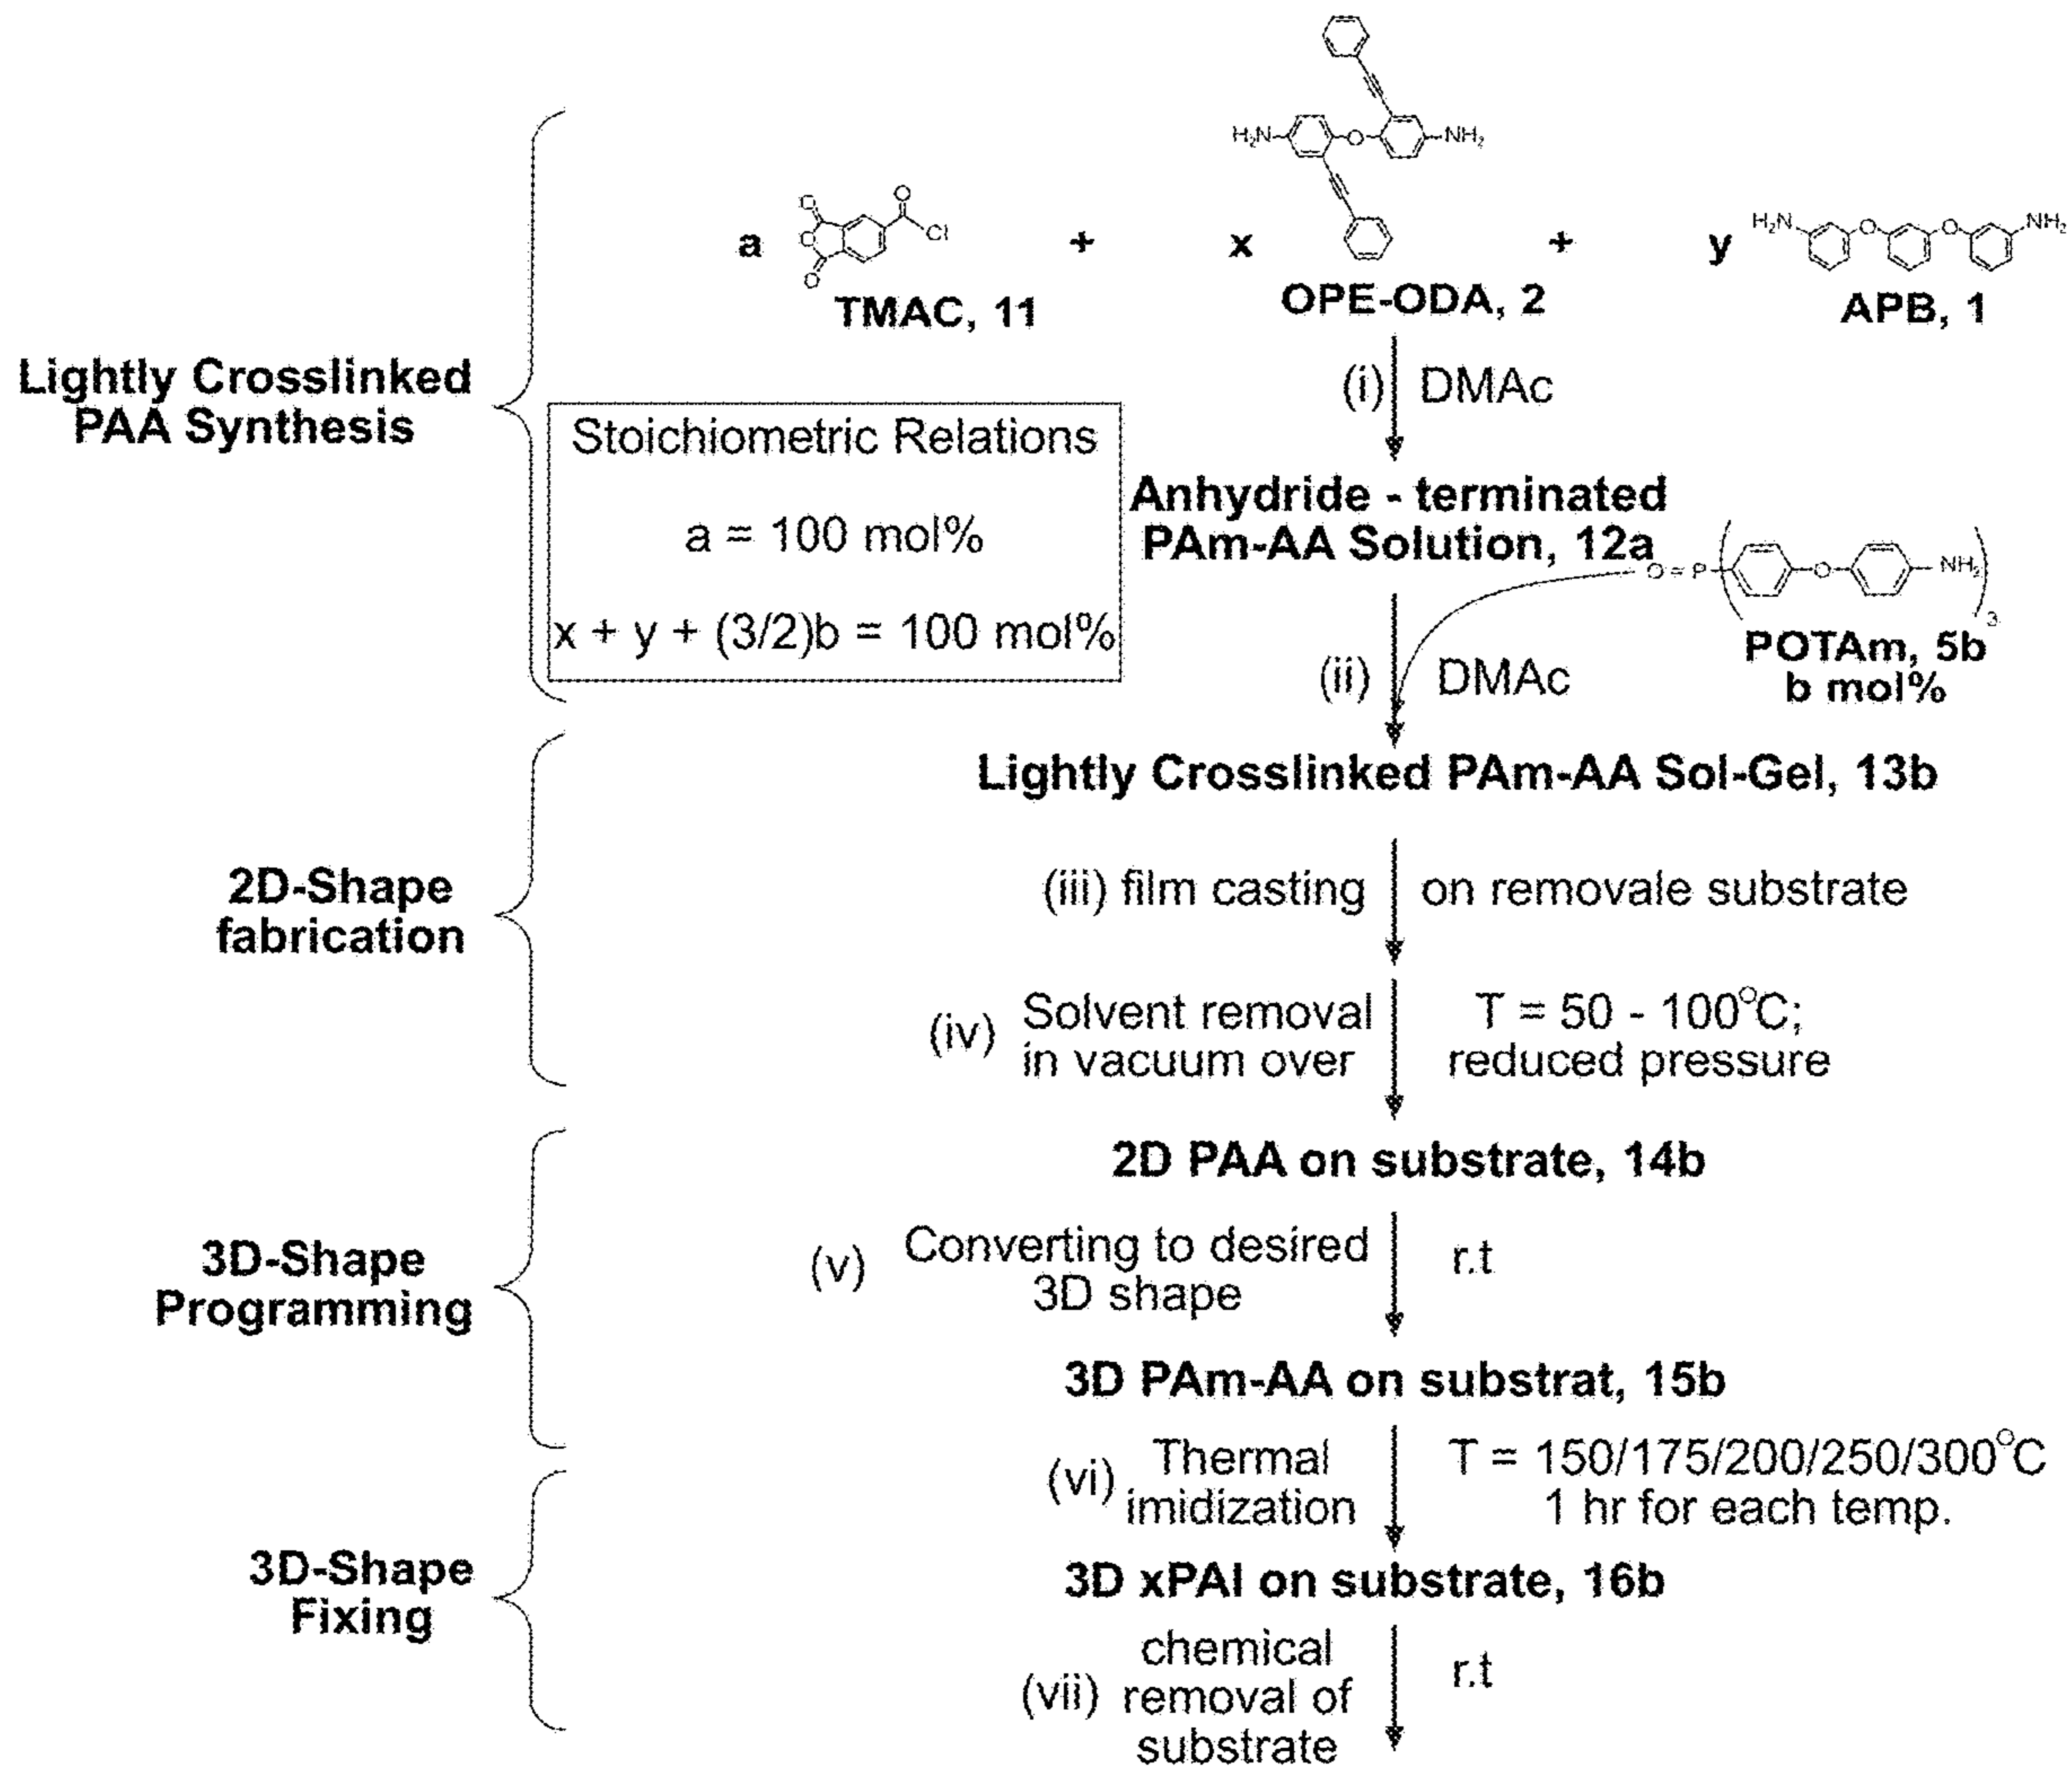 Lightly Crosslinked
PAA Synthesis
a
TMAC, 11
+
x
OPE-ODA, 2
+
y
APB, 1
O
O
O
O
Cl
H2N
O
NH2
H2N
O
O
NH2
Stoichiometric Relations
a = 100 mol%
x + y + (3/2)b = 100 mol%
(i) DMAc
Anhydride - terminated
PAm-AA Solution, 12a
O=P
O
NH2
3
POTAm, 5b
b mol%
(ii) DMAc
Lightly Crosslinked PAm-AA Sol-Gel, 13b
2D-Shape
fabrication
(iii) film casting on removale substrate
(iv) Solvent removal
in vacuum over
T = 50 - 100°C;
reduced pressure
2D PAA on substrate, 14b
3D-Shape
Programming
(v) Converting to desired
3D shape
r.t
3D PAm-AA on substrat, 15b
(vi) Thermal
imidization
T = 150/175/200/250/300°C
1 hr for each temp.
3D-Shape
Fixing
3D xPAI on substrate, 16b
(vii) chemical
removal of
substrate
r.t